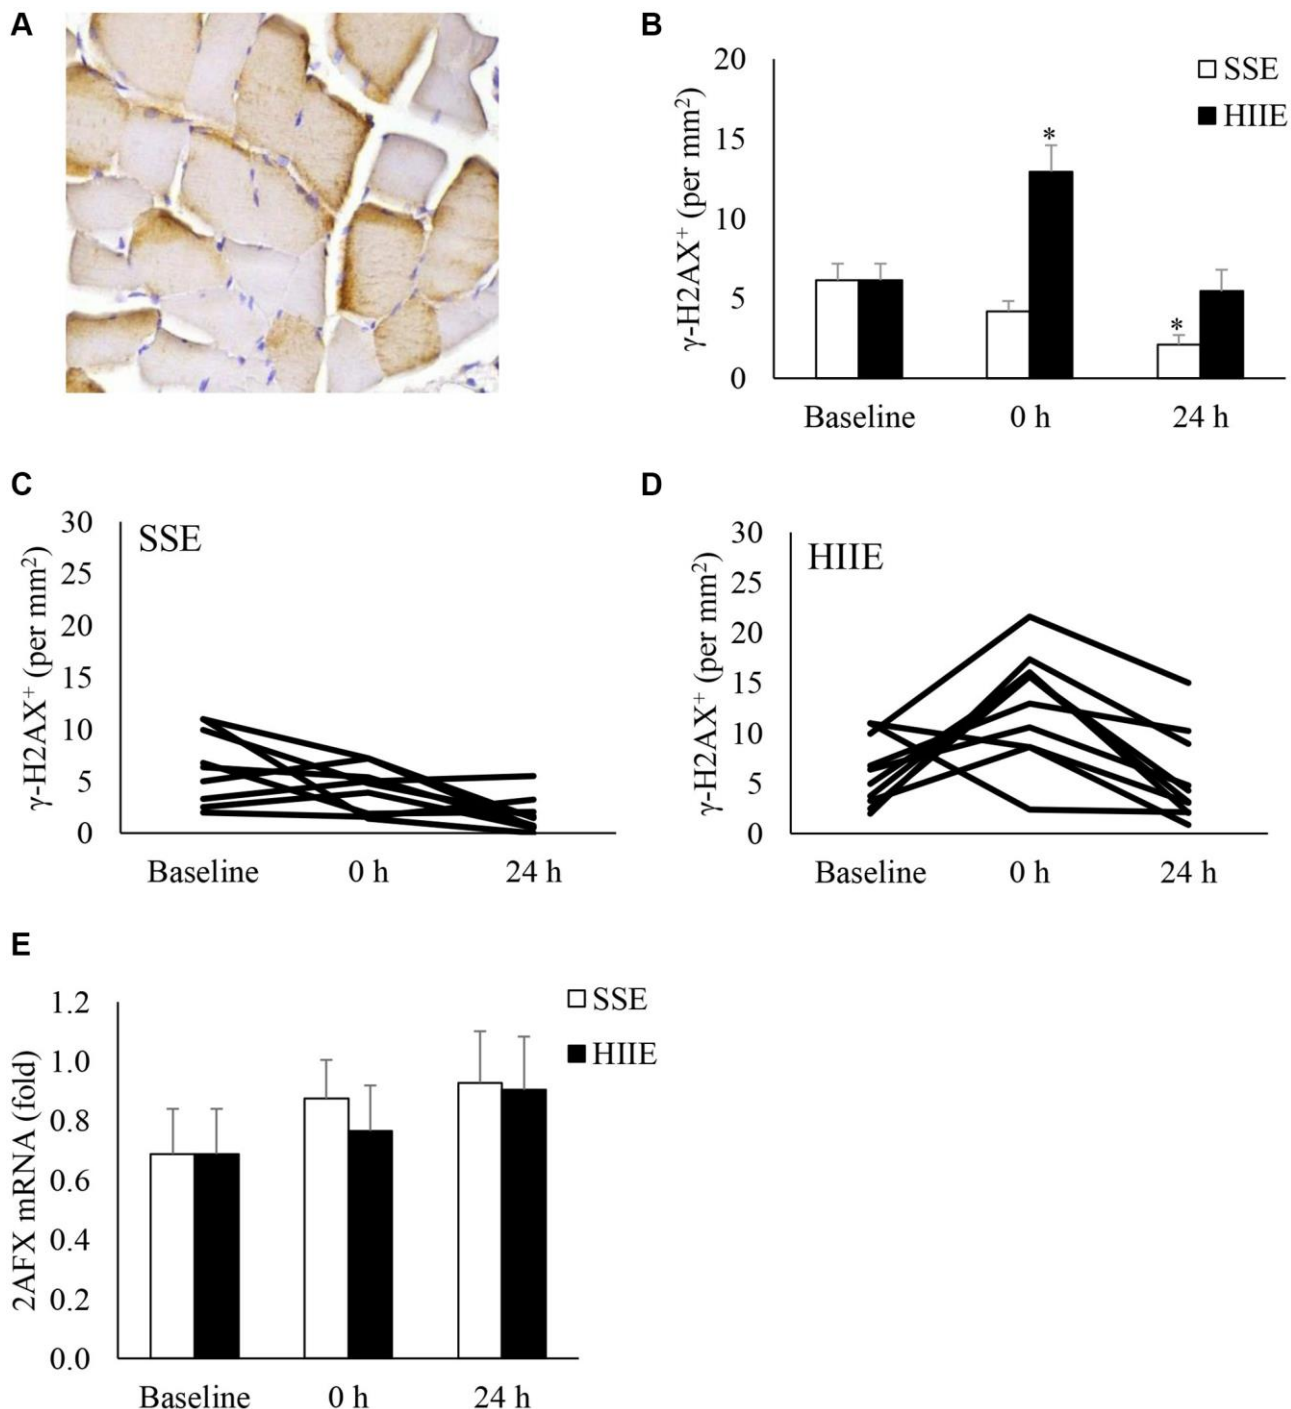 A
B
20
15
10
5
0
γ-H2AX⁺ (per mm²)
SSE
HIIE
*
*
Baseline 0 h 24 h
C
30
25
20
15
10
5
0
γ-H2AX⁺ (per mm²)
SSE
Baseline 0 h 24 h
D
30
25
20
15
10
5
0
γ-H2AX⁺ (per mm²)
HIIE
Baseline 0 h 24 h
E
1.2
1.0
0.8
0.6
0.4
0.2
0.0
2AFX mRNA (fold)
SSE
HIIE
Baseline 0 h 24 h